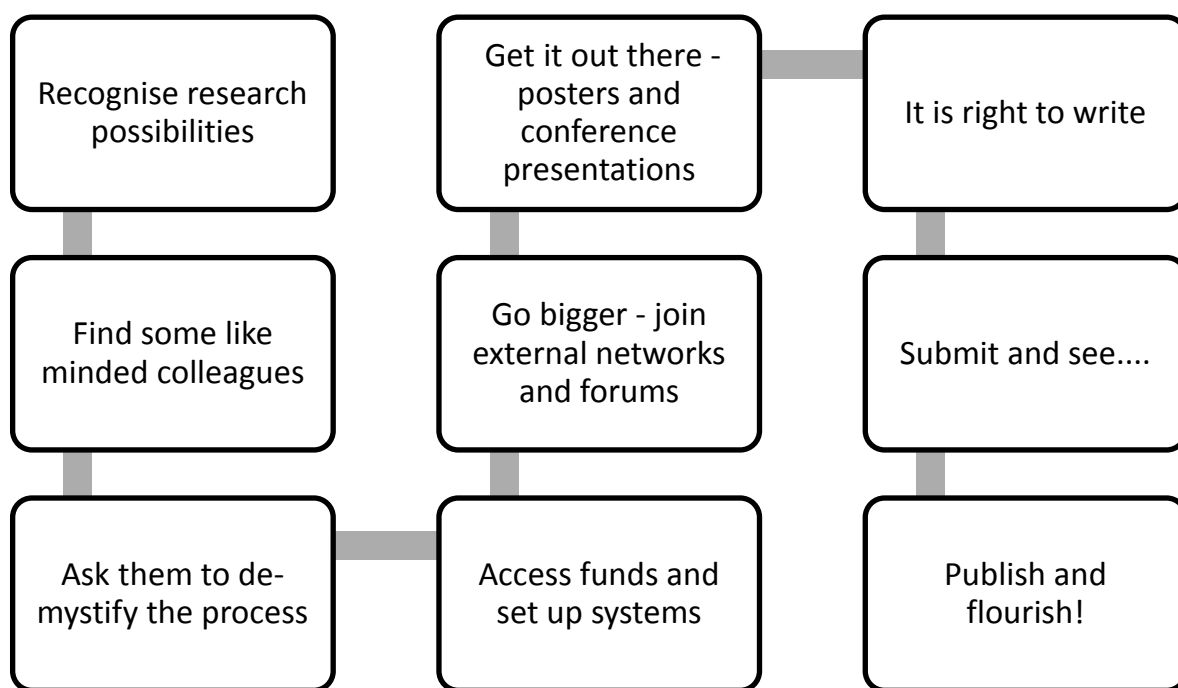 Recognise research
possibilities
Find some like
minded colleagues
Ask them to de-
mystify the process
Access funds and
set up systems
Go bigger - join
external networks
and forums
Get it out there -
posters and
conference
presentations
It is right to write
Submit and see....
Publish and
flourish!